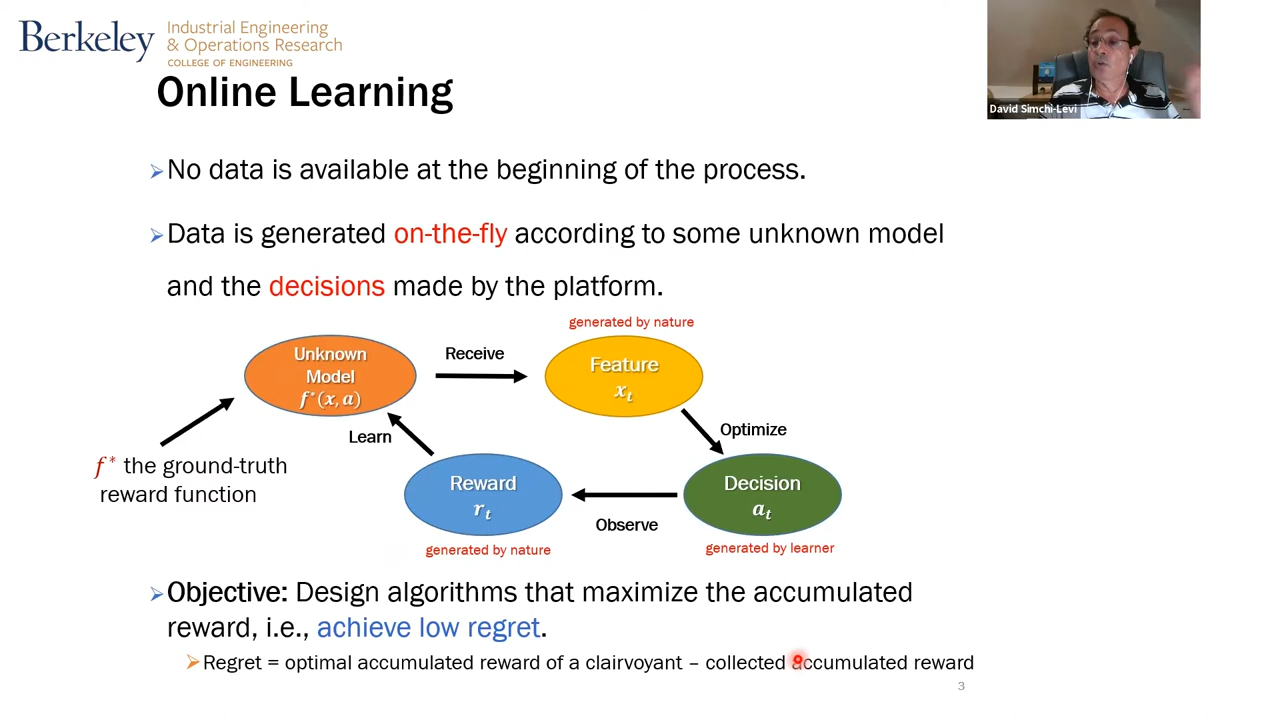 Berkeley
Industrial Engineering
& Operations Research
COLLEGE OF ENGINEERING
David Simchi-Levi
Online Learning
No data is available at the beginning of the process.
Data is generated on-the-fly according to some unknown model
and the decisions made by the platform.
generated by nature
Unknown
Model
f*(x, a)
Receive
Feature
x_t
Learn
Optimize
f* the ground-truth
reward function
Reward
r_t
Decision
a_t
Observe
generated by nature
generated by learner
Objective: Design algorithms that maximize the accumulated
reward, i.e., achieve low regret.
Regret = optimal accumulated reward of a clairvoyant – collected accumulated reward
3